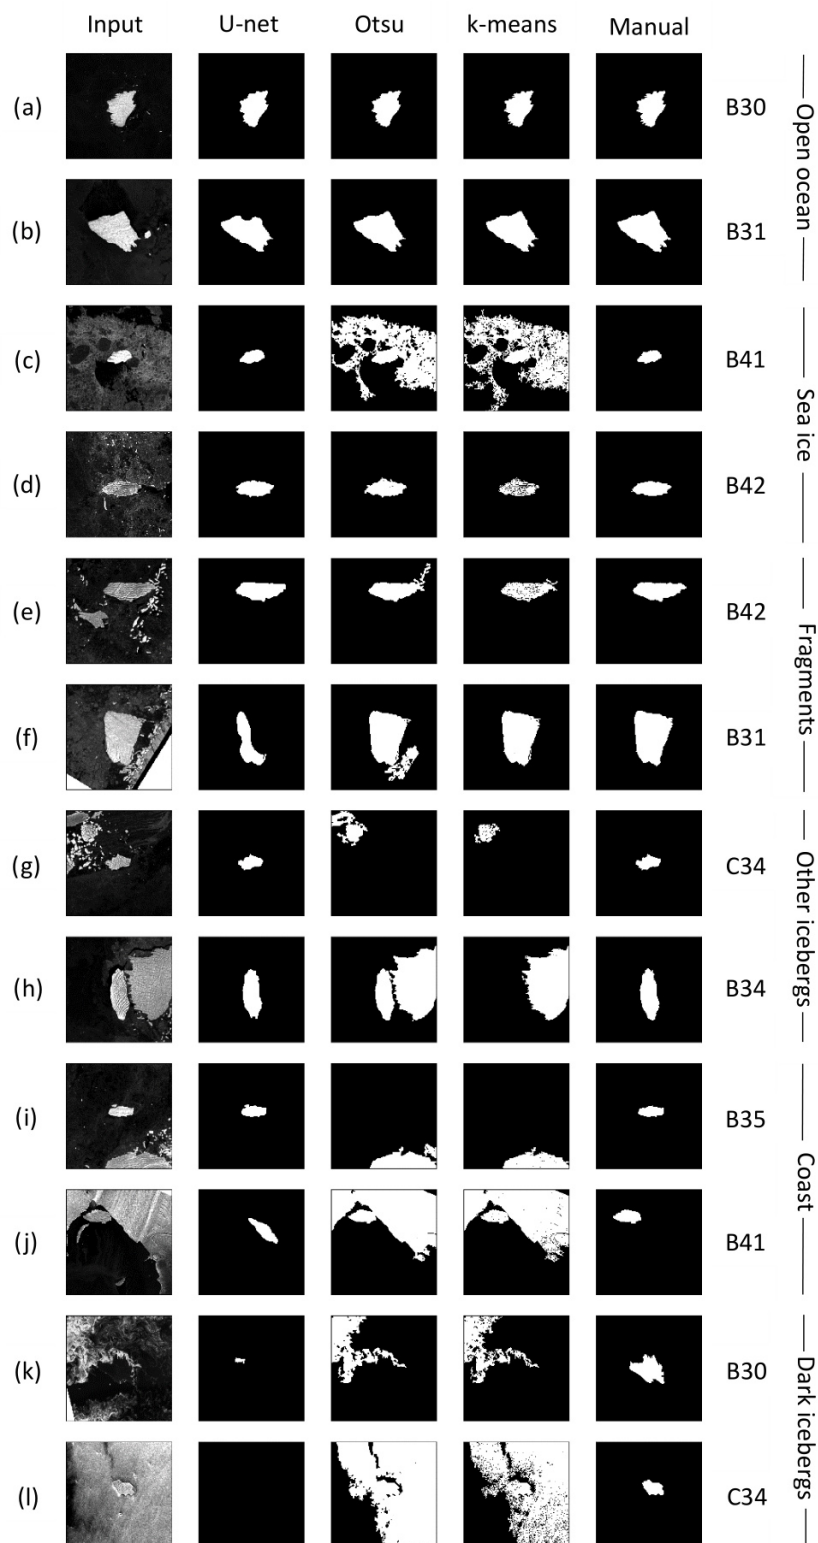 Input U-net Otsu k-means Manual
(a) B30
Open ocean
(b) B31
(c) B41
Sea ice
(d) B42
(e) B42
Fragments
(f) B31
(g) C34
Other icebergs
(h) B34
(i) B35
Coast
(j) B41
(k) B30
Dark icebergs
(l) C34